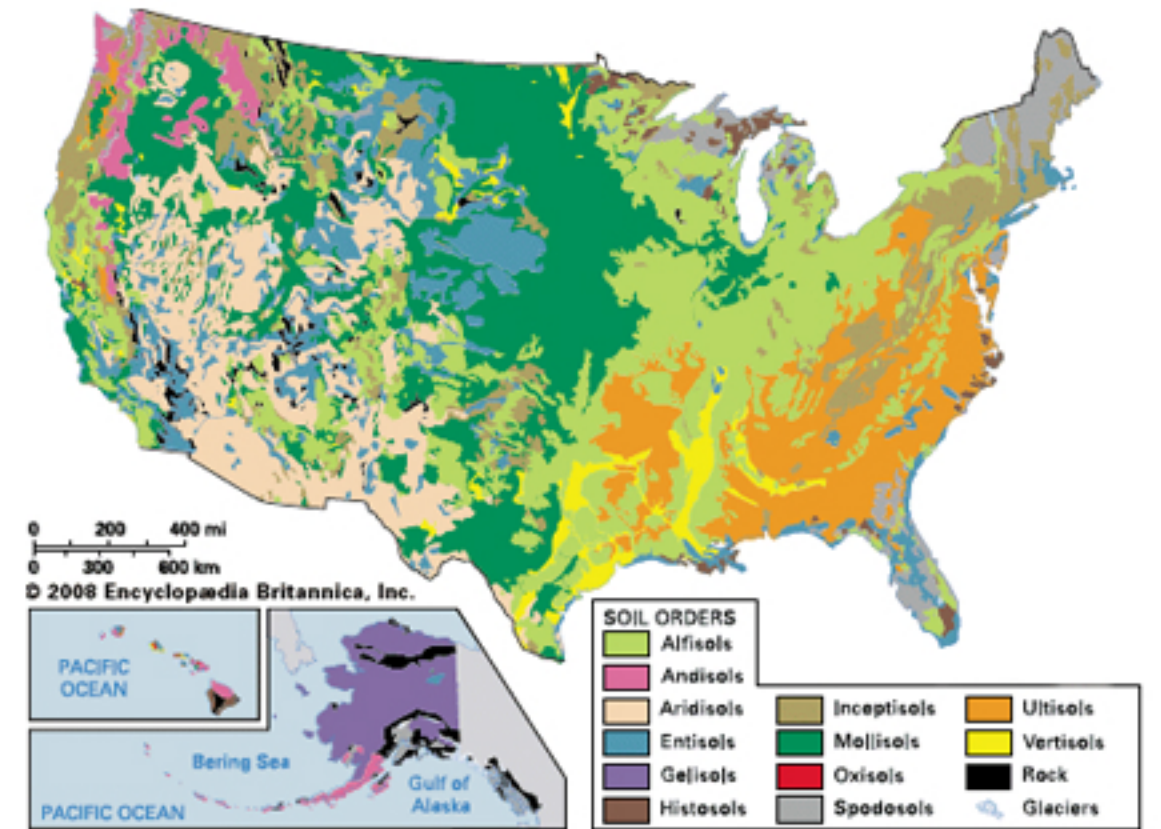 0 200 400 mi
0 300 600 km
© 2008 Encyclopædia Britannica, Inc.
PACIFIC
OCEAN
Bering Sea
Gulf of
Alaska
PACIFIC OCEAN
SOIL ORDERS
Alfisols
Andisols
Aridisols
Entisols
Gelisols
Histosols
Inceptisols
Mollisols
Oxisols
Spodosols
Ultisols
Vertisols
Rock
Glaciers